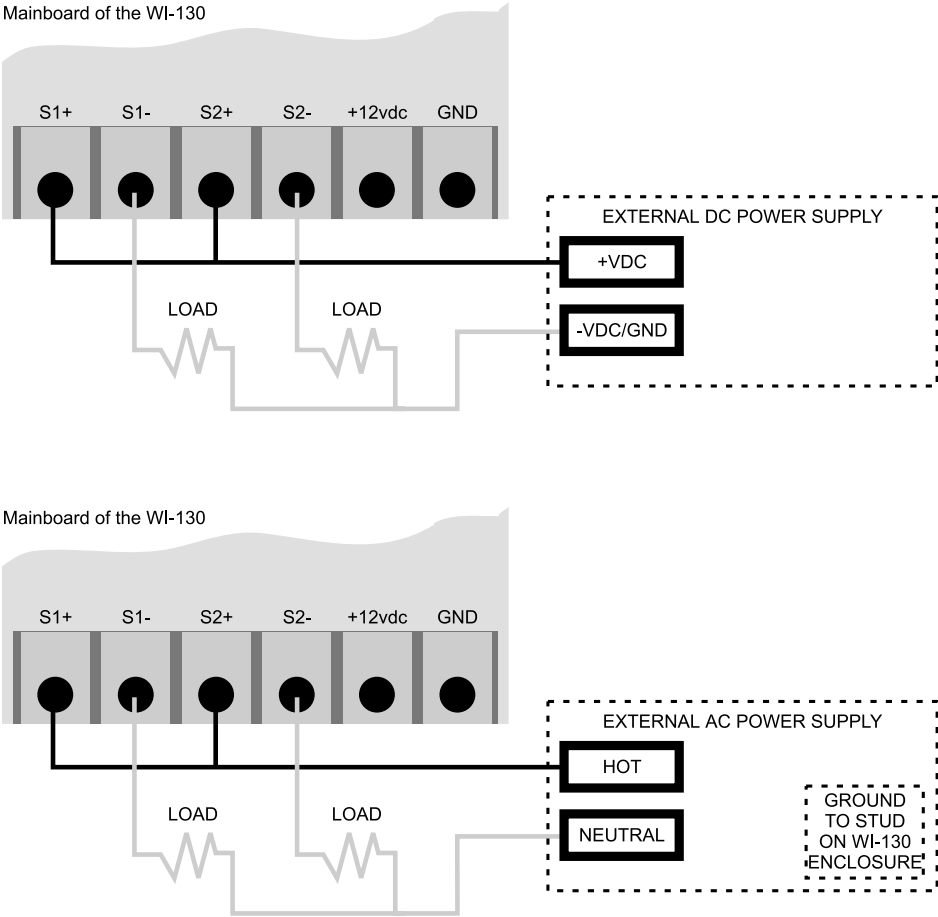 Mainboard of the WI-130
S1+ S1- S2+ S2- +12vdc GND
EXTERNAL DC POWER SUPPLY
+VDC
LOAD LOAD
-VDC/GND
Mainboard of the WI-130
S1+ S1- S2+ S2- +12vdc GND
EXTERNAL AC POWER SUPPLY
HOT
LOAD LOAD
NEUTRAL
GROUND
TO STUD
ON WI-130
ENCLOSURE